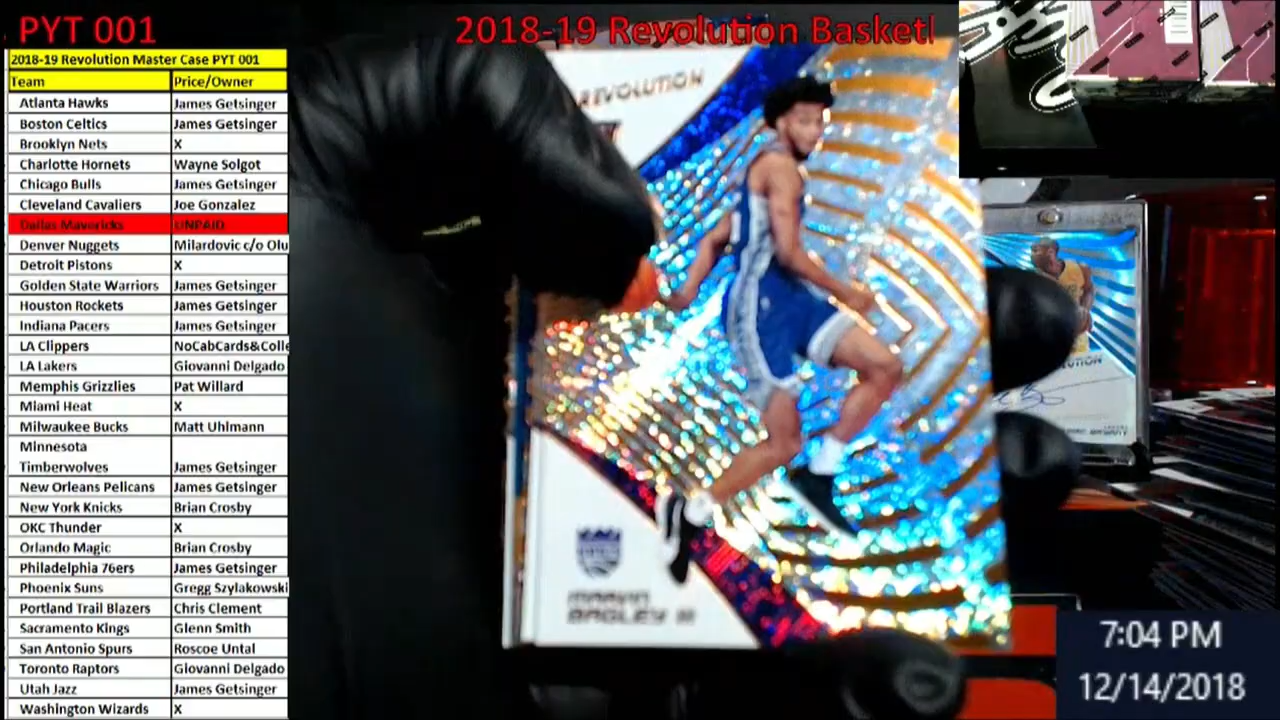 PYT 001
2018-19 Revolution Basketl
2018-19 Revolution Master Case PYT 001
Team Price/Owner
Atlanta Hawks James Getsinger
Boston Celtics James Getsinger
Brooklyn Nets X
Charlotte Hornets Wayne Solgot
Chicago Bulls James Getsinger
Cleveland Cavaliers Joe Gonzalez
Dallas Mavericks UNPAID
Denver Nuggets Milardovic c/o Olu
Detroit Pistons X
Golden State Warriors James Getsinger
Houston Rockets James Getsinger
Indiana Pacers James Getsinger
LA Clippers NoCabCards&Colle
LA Lakers Giovanni Delgado
Memphis Grizzlies Pat Willard
Miami Heat X
Milwaukee Bucks Matt Uhlmann
Minnesota
Timberwolves James Getsinger
New Orleans Pelicans James Getsinger
New York Knicks Brian Crosby
OKC Thunder X
Orlando Magic Brian Crosby
Philadelphia 76ers James Getsinger
Phoenix Suns Gregg Szylakowski
Portland Trail Blazers Chris Clement
Sacramento Kings Glenn Smith
San Antonio Spurs Roscoe Untal
Toronto Raptors Giovanni Delgado
Utah Jazz James Getsinger
Washington Wizards X
REVOLUTION
MARVIN
BAGLEY III
7:04 PM
12/14/2018